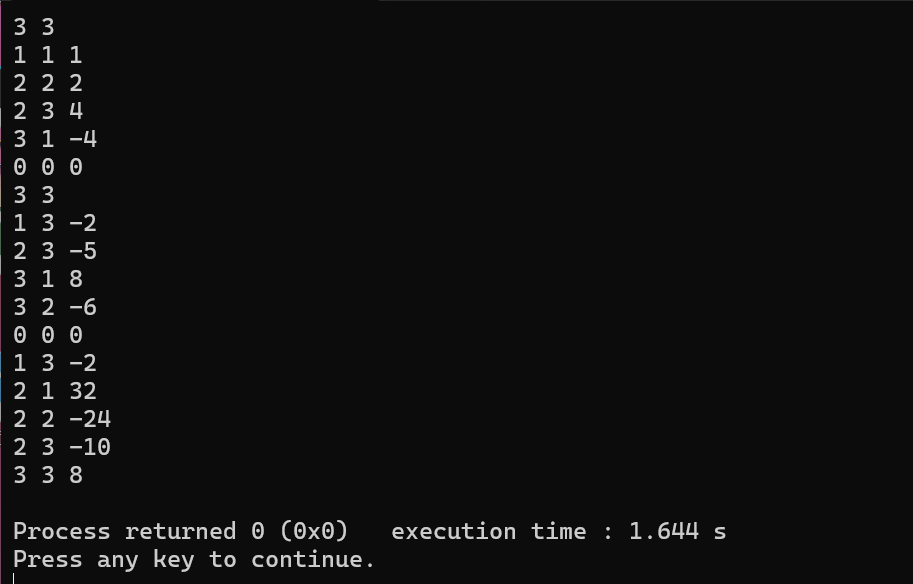 3 3
1 1 1
2 2 2
2 3 4
3 1 -4
0 0 0
3 3
1 3 -2
2 3 -5
3 1 8
3 2 -6
0 0 0
1 3 -2
2 1 32
2 2 -24
2 3 -10
3 3 8
Process returned 0 (0x0)   execution time : 1.644 s
Press any key to continue.